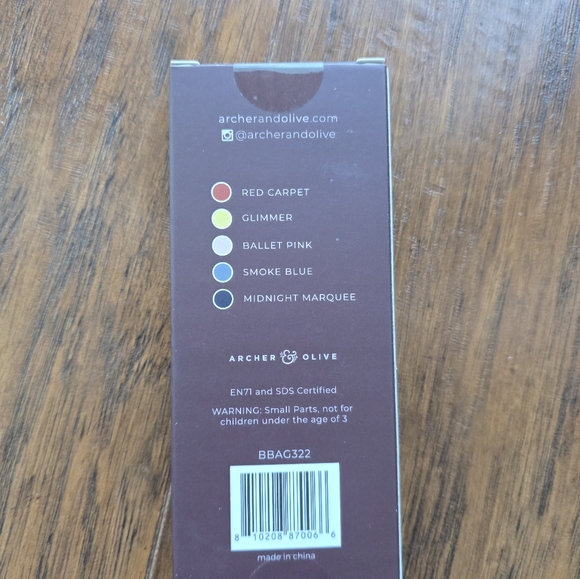 archerandolive.com
@archerandolive
RED CARPET
GLIMMER
BALLET PINK
SMOKE BLUE
MIDNIGHT MARQUEE
ARCHER & OLIVE
EN71 and SDS Certified
WARNING: Small Parts, not for
children under the age of 3
BBAG322
8 10208 87006 6
made in china